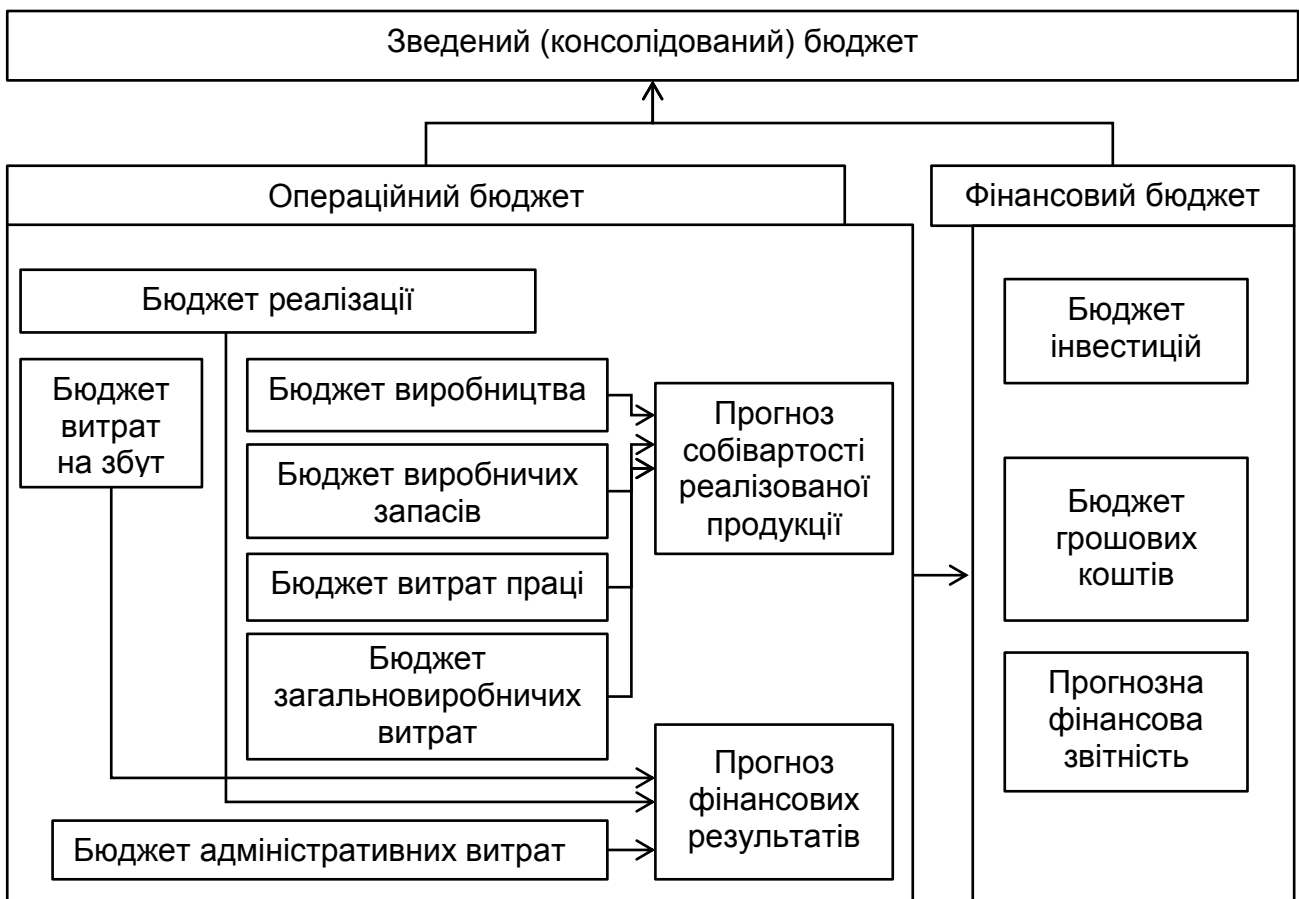 Зведений (консолідований) бюджет
Операційний бюджет
Фінансовий бюджет
Бюджет реалізації
Бюджет
витрат
на збут
Бюджет виробництва
Бюджет виробничих
запасів
Бюджет витрат праці
Бюджет
загальновиробничих
витрат
Прогноз
собівартості
реалізованої
продукції
Прогноз
фінансових
результатів
Бюджет адміністративних витрат
Бюджет
інвестицій
Бюджет
грошових
коштів
Прогнозна
фінансова
звітність